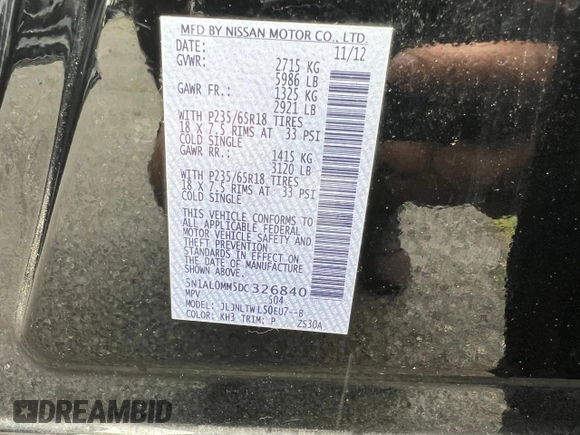 MFD BY NISSAN MOTOR CO., LTD.
DATE: 11/12
GVWR: 2715 KG
5986 LB
GAWR FR: 1325 KG
2921 LB
WITH P235/65R18 TIRES
18 X 7.5 RIMS AT 33 PSI
COLD SINGLE
GAWR RR: 1415 KG
3120 LB
WITH P235/65R18 TIRES
18 X 7.5 RIMS AT 33 PSI
COLD SINGLE
THIS VEHICLE CONFORMS TO
ALL APPLICABLE FEDERAL
MOTOR VEHICLE SAFETY AND
THEFT PREVENTION
STANDARDS IN EFFECT ON
THE DATE OF MANUFACTURE
SHOWN ABOVE.
5N1AL0MM5DC326840
MPV S04
MODEL: JLJNLTWL50EU7--B
COLOR: KH3 TRIM: P ZS30A
DREAMBID